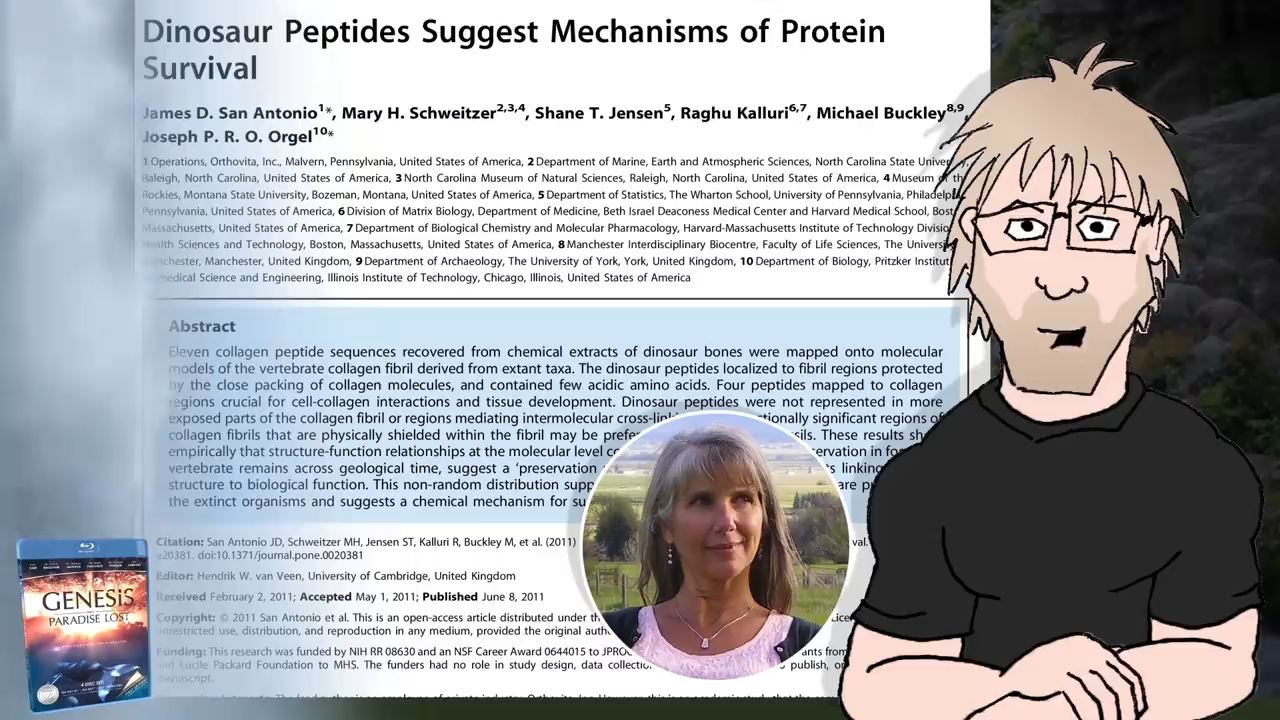 Dinosaur Peptides Suggest Mechanisms of Protein
Survival
James D. San Antonio1*, Mary H. Schweitzer2,3,4, Shane T. Jensen5, Raghu Kalluri6,7, Michael Buckley8,9,
Joseph P. R. O. Orgel10*
1 Operations, Orthovita, Inc., Malvern, Pennsylvania, United States of America, 2 Department of Marine, Earth and Atmospheric Sciences, North Carolina State
Raleigh, North Carolina, United States of America, 3 North Carolina Museum of Natural Sciences, Raleigh, North Carolina, United States of America, 4 Museum of
Rockies, Montana State University, Bozeman, Montana, United States of America, 5 Department of Statistics, The Wharton School, University of Pennsylvania,
Pennsylvania, United States of America, 6 Division of Matrix Biology, Department of Medicine, Beth Israel Deaconess Medical Center and Harvard Medical School,
Massachusetts, United States of America, 7 Department of Biological Chemistry and Molecular Pharmacology, Harvard-Massachusetts Institute of Technology
Health Sciences and Technology, Boston, Massachusetts, United States of America, 8 Manchester Interdisciplinary Biocentre, Faculty of Life Sciences, The
Manchester, United Kingdom, 9 Department of Archaeology, The University of York, York, United Kingdom, 10 Department of Biology, Pritzker
Science and Engineering, Illinois Institute of Technology, Chicago, Illinois, United States of America
Abstract
Eleven collagen peptide sequences recovered from chemical extracts of dinosaur bones were mapped onto molecular
models of the vertebrate collagen fibril derived from extant taxa. The dinosaur peptides localized to fibril regions protected
by the close packing of collagen molecules, and contained few acidic amino acids. Four peptides mapped to collagen
regions crucial for cell-collagen interactions and tissue development. Dinosaur peptides were not represented in more
exposed parts of the collagen fibril or regions mediating intermolecular significant regions of
collagen fibrils that are physically shielded within the fibril may be These results
empirically that structure-function relationships at the molecular level in
vertebrate remains across geological time, suggest a 'preservation linking
structure to biological function. This non-random distribution are
the extinct organisms and suggests a chemical mechanism for
Citation: San Antonio JD, Schweitzer MH, Jensen ST, Kalluri R, Buckley M, et al. (2011)
e20381. doi:10.1371/journal.pone.0020381
Editor: Hendrik W. van Veen, University of Cambridge, United Kingdom
Received February 2, 2011; Accepted May 1, 2011; Published June 8, 2011
Copyright: © 2011 San Antonio et al. This is an open-access article distributed under
unrestricted use, distribution, and reproduction in any medium, provided the original
Funding: This research was funded by NIH RR 08630 and an NSF Career Award 0644015 to
and Lucile Packard Foundation to MHS. The funders had no role in study design, data publish, or
manuscript.
GENESIS
PARADISE LOST